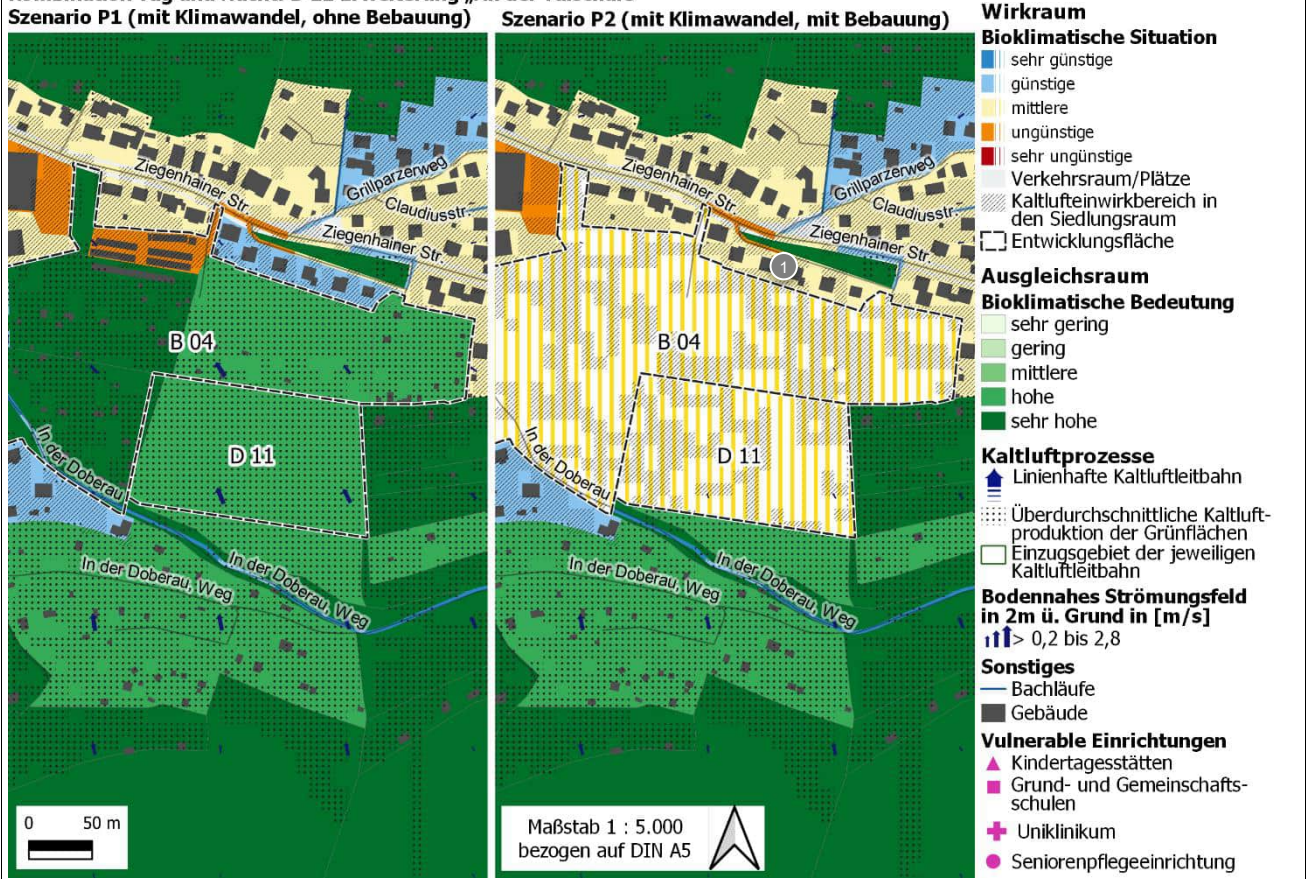 Szenario P1 (mit Klimawandel, ohne Bebauung)
Szenario P2 (mit Klimawandel, mit Bebauung)
Ziegenhainer Str.
Grillparzerweg
Claudiusstr.
Ziegenhainer Str.
B 04
D 11
In der Doberau
In der Doberau, Weg
In der Doberau, Weg
0 50 m
Ziegenhainer Str.
Grillparzerweg
Claudiusstr.
Ziegenhainer Str.
1
B 04
D 11
In der Doberau
In der Doberau, Weg
In der Doberau, Weg
Maßstab 1 : 5.000
bezogen auf DIN A5
Wirkraum
Bioklimatische Situation
sehr günstige
günstige
mittlere
ungünstige
sehr ungünstige
Verkehrsraum/Plätze
Kaltlufteinwirkbereich in
den Siedlungsraum
Entwicklungsfläche
Ausgleichsraum
Bioklimatische Bedeutung
sehr gering
gering
mittlere
hohe
sehr hohe
Kaltluftprozesse
Linienhafte Kaltluftleitbahn
Überdurchschnittliche Kaltluft-
produktion der Grünflächen
Einzugsgebiet der jeweiligen
Kaltluftleitbahn
Bodennahes Strömungsfeld
in 2m ü. Grund in [m/s]
> 0,2 bis 2,8
Sonstiges
Bachläufe
Gebäude
Vulnerable Einrichtungen
Kindertagesstätten
Grund- und Gemeinschafts-
schulen
Uniklinikum
Seniorenpflegeeinrichtung